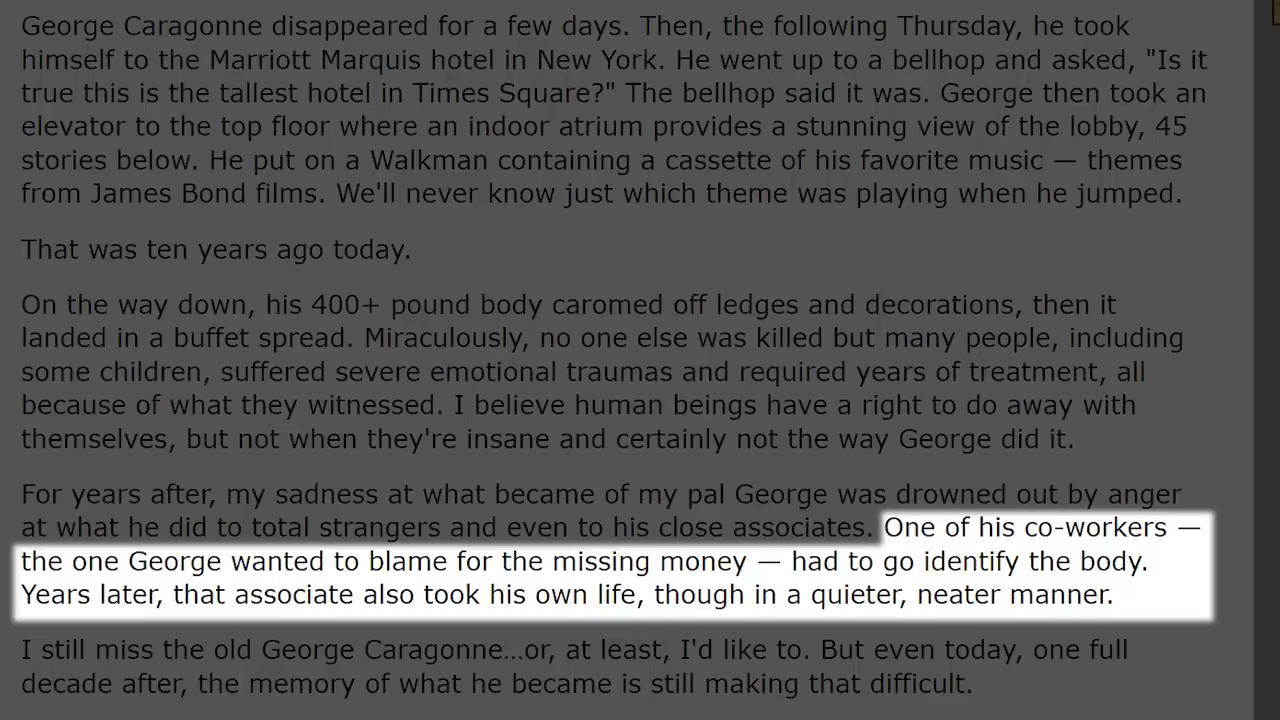 George Caragonne disappeared for a few days. Then, the following Thursday, he took
himself to the Marriott Marquis hotel in New York. He went up to a bellhop and asked, "Is it
true this is the tallest hotel in Times Square?" The bellhop said it was. George then took an
elevator to the top floor where an indoor atrium provides a stunning view of the lobby, 45
stories below. He put on a Walkman containing a cassette of his favorite music — themes
from James Bond films. We'll never know just which theme was playing when he jumped.
That was ten years ago today.
On the way down, his 400+ pound body caromed off ledges and decorations, then it
landed in a buffet spread. Miraculously, no one else was killed but many people, including
some children, suffered severe emotional traumas and required years of treatment, all
because of what they witnessed. I believe human beings have a right to do away with
themselves, but not when they're insane and certainly not the way George did it.
For years after, my sadness at what became of my pal George was drowned out by anger
at what he did to total strangers and even to his close associates. One of his co-workers —
the one George wanted to blame for the missing money — had to go identify the body.
Years later, that associate also took his own life, though in a quieter, neater manner.
I still miss the old George Caragonne...or, at least, I'd like to. But even today, one full
decade after, the memory of what he became is still making that difficult.